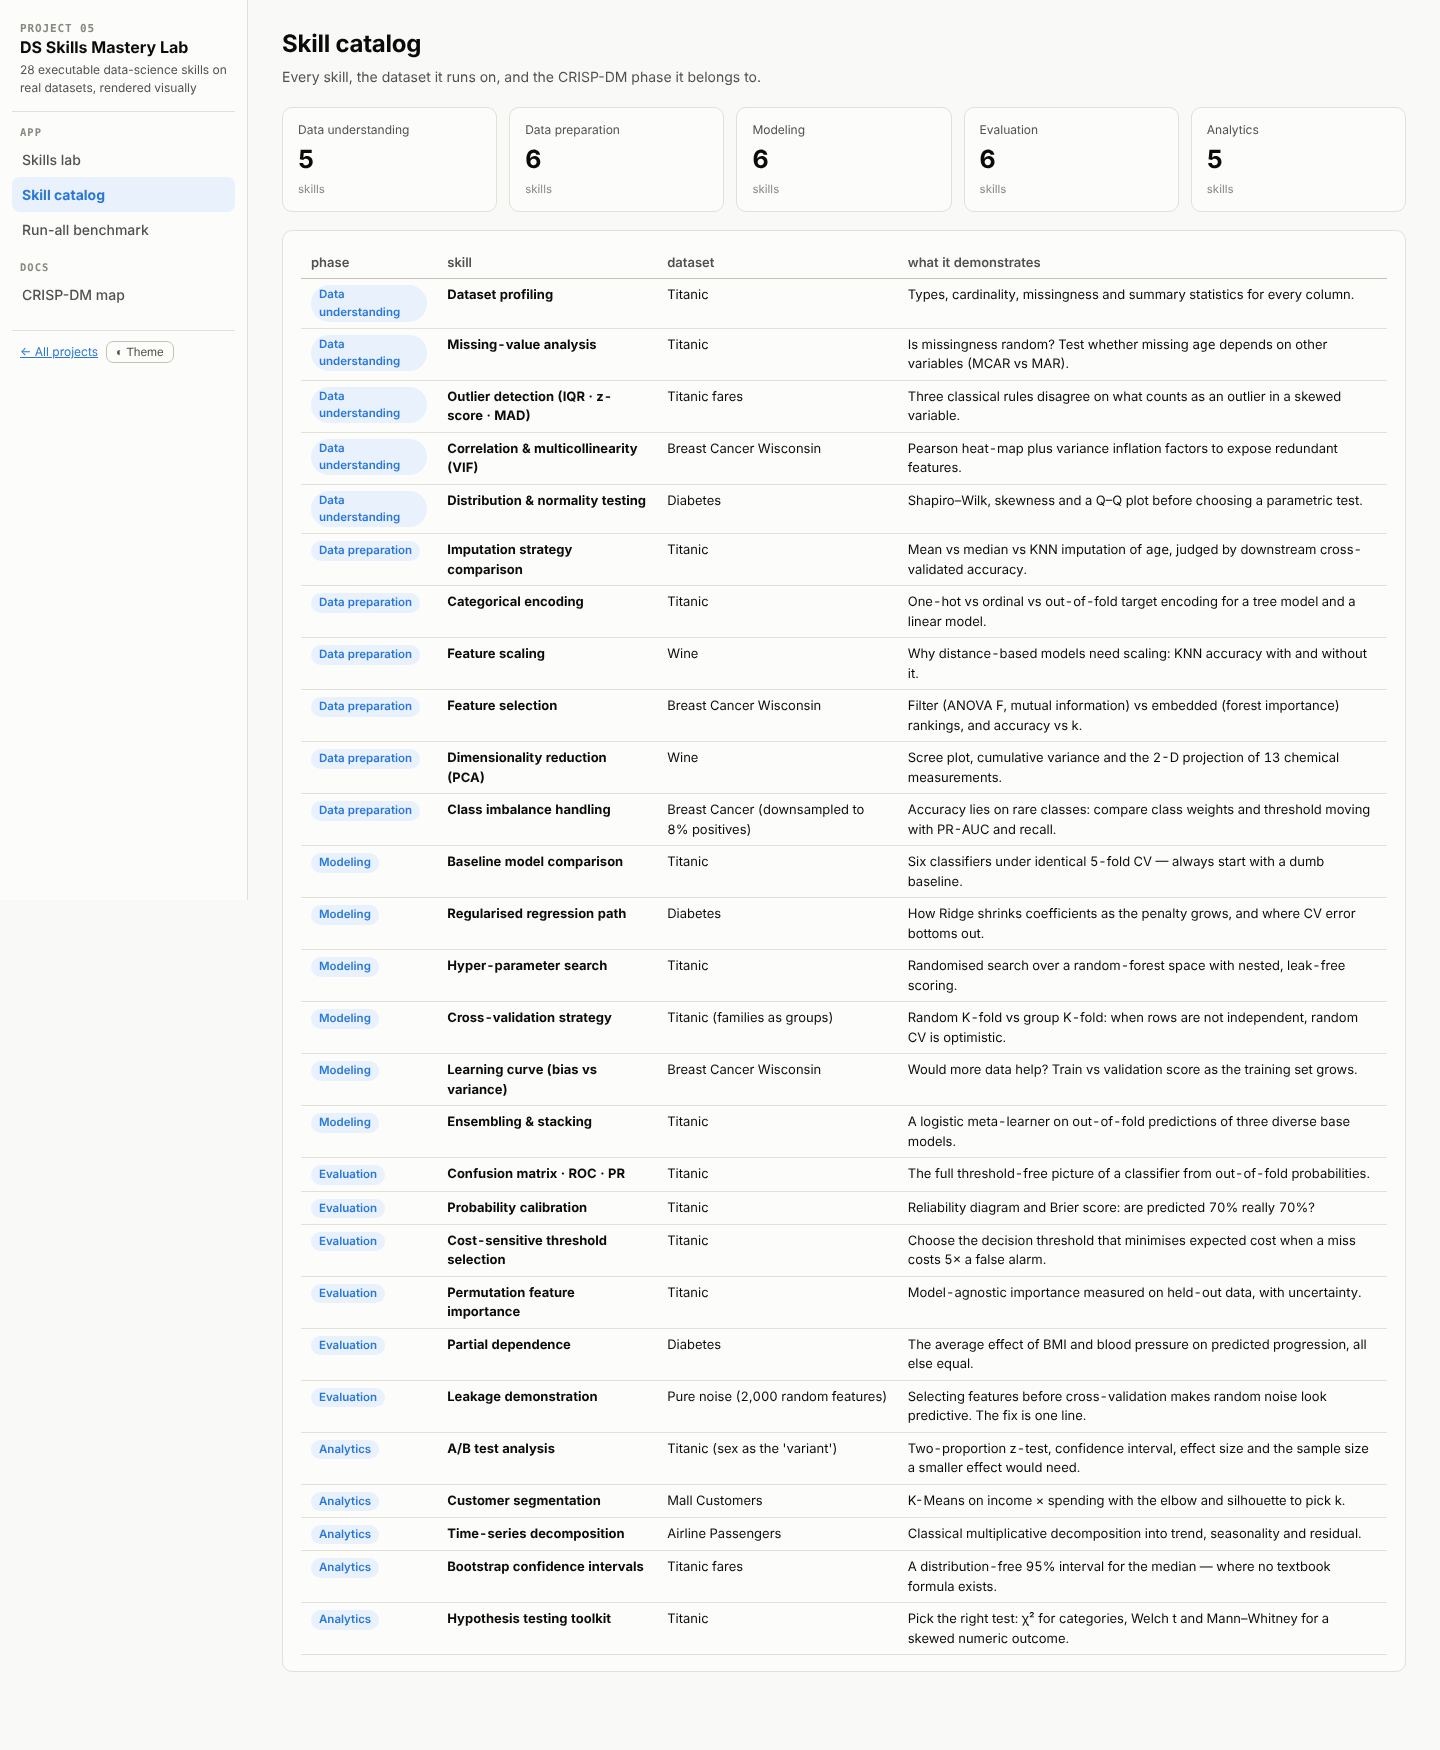 PROJECT 05
DS Skills Mastery Lab
28 executable data-science skills on
real datasets, rendered visually
APP
Skills lab
Skill catalog
Run-all benchmark
DOCS
CRISP-DM map
← All projects
Theme
Skill catalog
Every skill, the dataset it runs on, and the CRISP-DM phase it belongs to.
Data understanding
5
skills
Data preparation
6
skills
Modeling
6
skills
Evaluation
6
skills
Analytics
5
skills
phase skill dataset what it demonstrates
Data understanding Dataset profiling Titanic Types, cardinality, missingness and summary statistics for every column.
Data understanding Missing-value analysis Titanic Is missingness random? Test whether missing age depends on other
variables (MCAR vs MAR).
Data understanding Outlier detection (IQR · z-score · MAD) Titanic fares Three classical rules disagree on what counts as an outlier in a skewed
variable.
Data understanding Correlation & multicollinearity (VIF) Breast Cancer Wisconsin Pearson heat-map plus variance inflation factors to expose redundant
features.
Data understanding Distribution & normality testing Diabetes Shapiro–Wilk, skewness and a Q–Q plot before choosing a parametric test.
Data preparation Imputation strategy comparison Titanic Mean vs median vs KNN imputation of age, judged by downstream cross-
validated accuracy.
Data preparation Categorical encoding Titanic One-hot vs ordinal vs out-of-fold target encoding for a tree model and a
linear model.
Data preparation Feature scaling Wine Why distance-based models need scaling: KNN accuracy with and without
it.
Data preparation Feature selection Breast Cancer Wisconsin Filter (ANOVA F, mutual information) vs embedded (forest importance)
rankings, and accuracy vs k.
Data preparation Dimensionality reduction (PCA) Wine Scree plot, cumulative variance and the 2-D projection of 13 chemical
measurements.
Data preparation Class imbalance handling Breast Cancer (downsampled to 8% positives) Accuracy lies on rare classes: compare class weights and threshold moving
with PR-AUC and recall.
Modeling Baseline model comparison Titanic Six classifiers under identical 5-fold CV — always start with a dumb
baseline.
Modeling Regularised regression path Diabetes How Ridge shrinks coefficients as the penalty grows, and where CV error
bottoms out.
Modeling Hyper-parameter search Titanic Randomised search over a random-forest space with nested, leak-free
scoring.
Modeling Cross-validation strategy Titanic (families as groups) Random K-fold vs group K-fold: when rows are not independent, random
CV is optimistic.
Modeling Learning curve (bias vs variance) Breast Cancer Wisconsin Would more data help? Train vs validation score as the training set grows.
Modeling Ensembling & stacking Titanic A logistic meta-learner on out-of-fold predictions of three diverse base
models.
Evaluation Confusion matrix · ROC · PR Titanic The full threshold-free picture of a classifier from out-of-fold probabilities.
Evaluation Probability calibration Titanic Reliability diagram and Brier score: are predicted 70% really 70%?
Evaluation Cost-sensitive threshold selection Titanic Choose the decision threshold that minimises expected cost when a miss
costs 5× a false alarm.
Evaluation Permutation feature importance Titanic Model-agnostic importance measured on held-out data, with uncertainty.
Evaluation Partial dependence Diabetes The average effect of BMI and blood pressure on predicted progression, all
else equal.
Evaluation Leakage demonstration Pure noise (2,000 random features) Selecting features before cross-validation makes random noise look
predictive. The fix is one line.
Analytics A/B test analysis Titanic (sex as the 'variant') Two-proportion z-test, confidence interval, effect size and the sample size
a smaller effect would need.
Analytics Customer segmentation Mall Customers K-Means on income × spending with the elbow and silhouette to pick k.
Analytics Time-series decomposition Airline Passengers Classical multiplicative decomposition into trend, seasonality and residual.
Analytics Bootstrap confidence intervals Titanic fares A distribution-free 95% interval for the median — where no textbook
formula exists.
Analytics Hypothesis testing toolkit Titanic Pick the right test: χ² for categories, Welch t and Mann–Whitney for a
skewed numeric outcome.